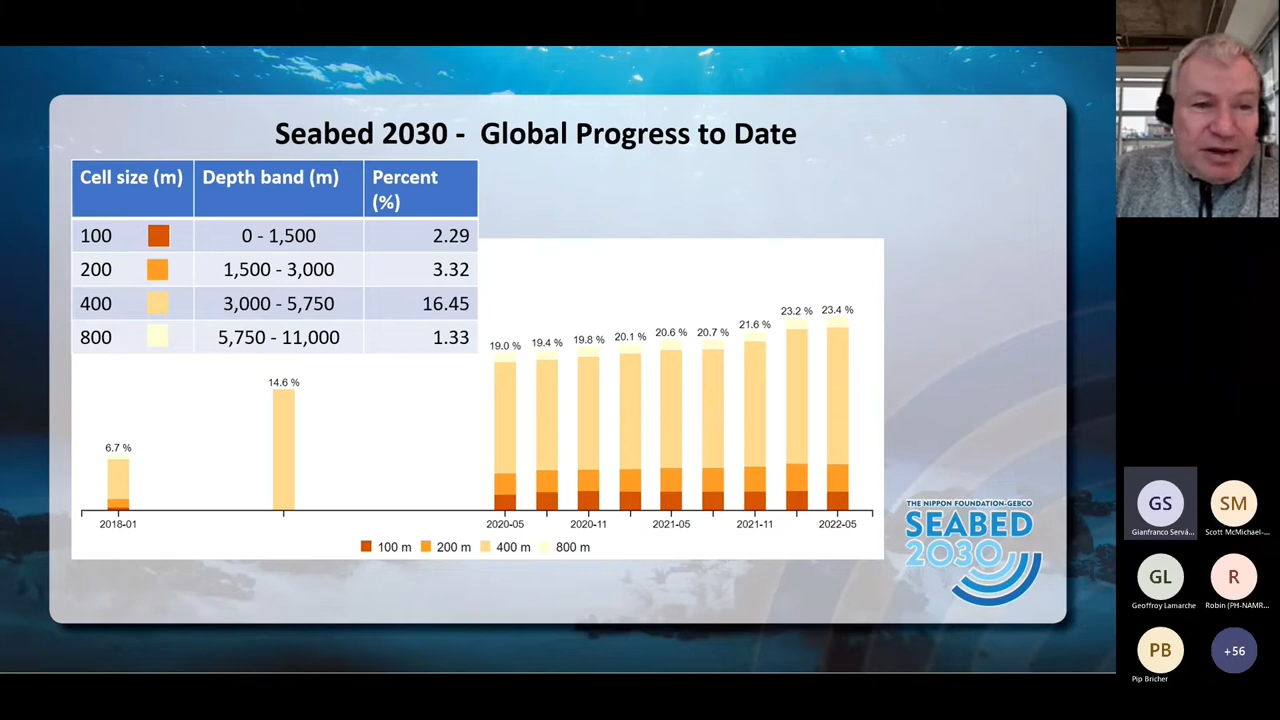 Seabed 2030 -  Global Progress to Date
Cell size (m) Depth band (m) Percent (%)
100 0 - 1,500 2.29
200 1,500 - 3,000 3.32
400 3,000 - 5,750 16.45
800 5,750 - 11,000 1.33
6.7 % 14.6 % 19.0 % 19.4 % 19.8 % 20.1 % 20.6 % 20.7 % 21.6 % 23.2 % 23.4 %
2018-01 2020-05 2020-11 2021-05 2021-11 2022-05
100 m 200 m 400 m 800 m
THE NIPPON FOUNDATION-GEBCO
SEABED
2030
GS SM
Gianfranco Servá... Scott McMichael-...
GL R
Geoffroy Lamarche Robin (PH-NAMR...
PB +56
Pip Bricher